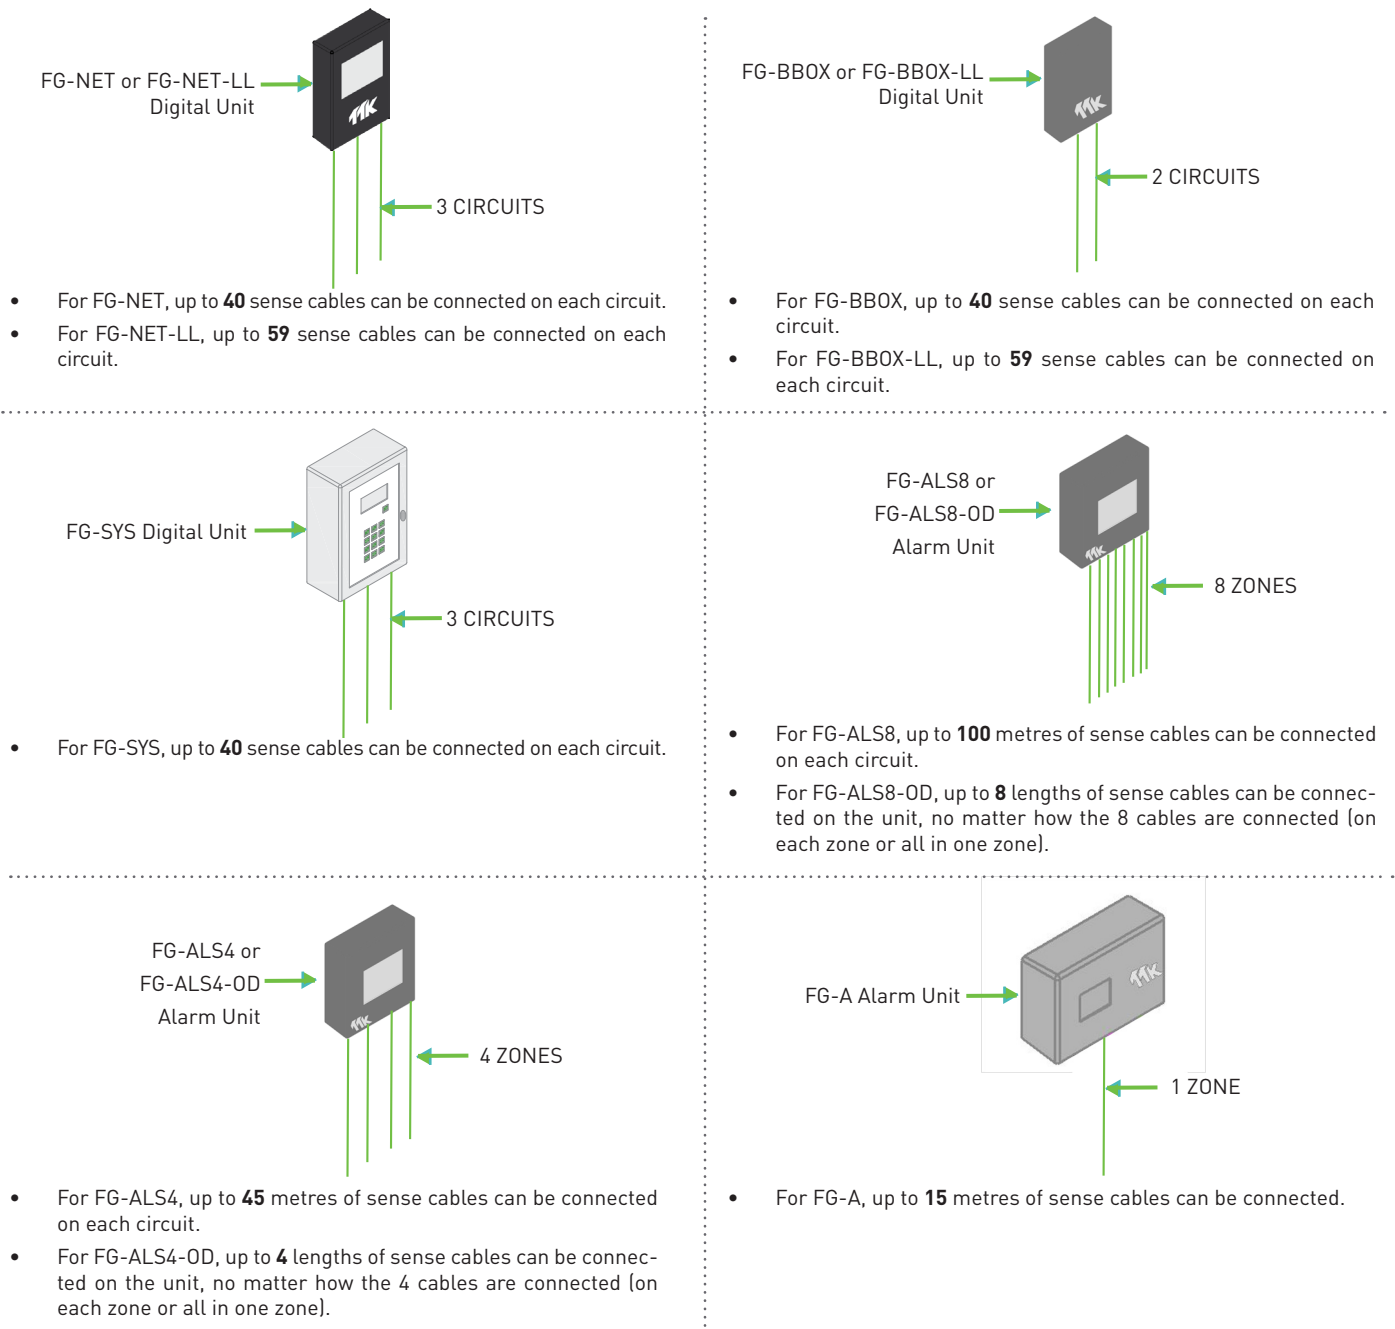 FG-NET or FG-NET-LL
Digital Unit
TTK
3 CIRCUITS
• For FG-NET, up to 40 sense cables can be connected on each circuit.
• For FG-NET-LL, up to 59 sense cables can be connected on each
circuit.
FG-BBOX or FG-BBOX-LL
Digital Unit
TTK
2 CIRCUITS
• For FG-BBOX, up to 40 sense cables can be connected on each
circuit.
• For FG-BBOX-LL, up to 59 sense cables can be connected on
each circuit.
FG-SYS Digital Unit
3 CIRCUITS
• For FG-SYS, up to 40 sense cables can be connected on each circuit.
FG-ALS8 or
FG-ALS8-OD
Alarm Unit
TTK
8 ZONES
• For FG-ALS8, up to 100 metres of sense cables can be connected
on each circuit.
• For FG-ALS8-OD, up to 8 lengths of sense cables can be connec-
ted on the unit, no matter how the 8 cables are connected (on
each zone or all in one zone).
FG-ALS4 or
FG-ALS4-OD
Alarm Unit
TTK
4 ZONES
• For FG-ALS4, up to 45 metres of sense cables can be connected
on each circuit.
• For FG-ALS4-OD, up to 4 lengths of sense cables can be connec-
ted on the unit, no matter how the 4 cables are connected (on
each zone or all in one zone).
FG-A Alarm Unit
TTK
1 ZONE
• For FG-A, up to 15 metres of sense cables can be connected.